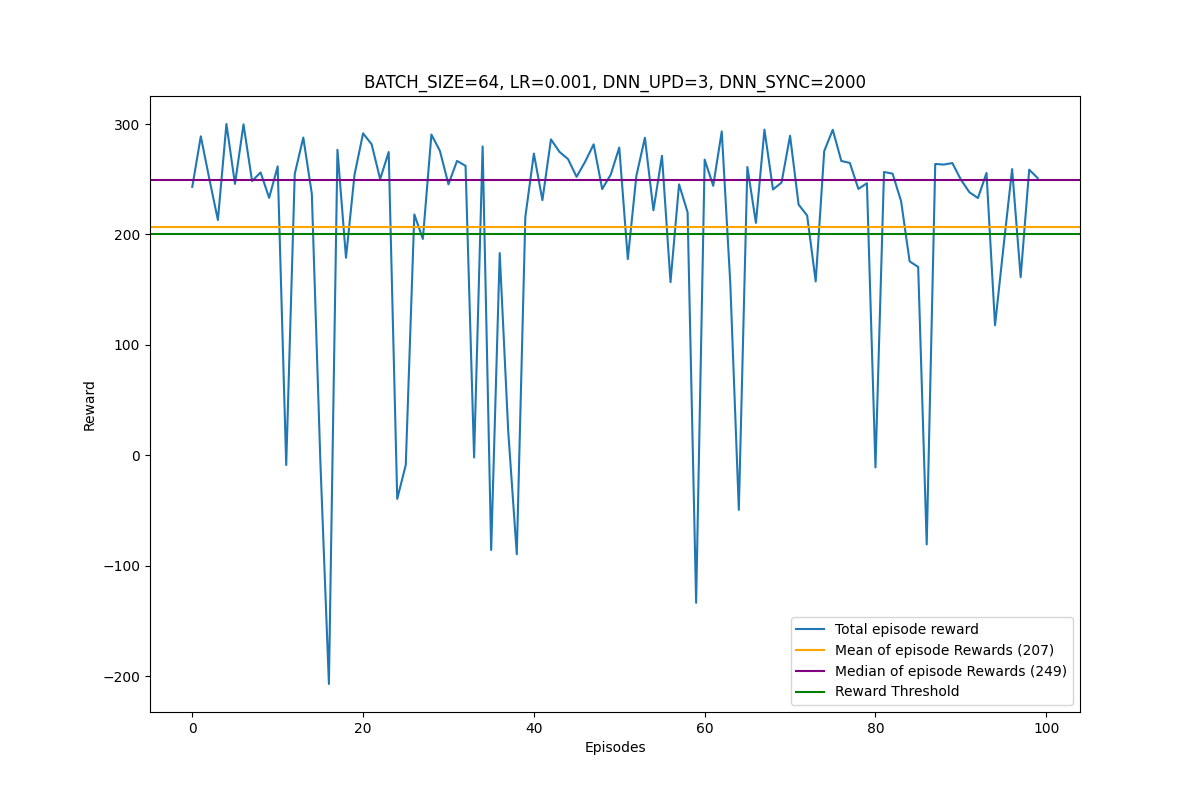 BATCH_SIZE=64, LR=0.001, DNN_UPD=3, DNN_SYNC=2000
300
200
100
0
−100
−200
Reward
0 20 40 60 80 100
Episodes
Total episode reward
Mean of episode Rewards (207)
Median of episode Rewards (249)
Reward Threshold